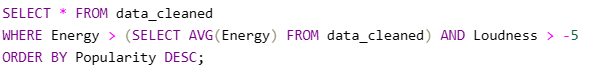 SELECT * FROM data_cleaned
WHERE Energy > (SELECT AVG(Energy) FROM data_cleaned) AND Loudness > -5
ORDER BY Popularity DESC;